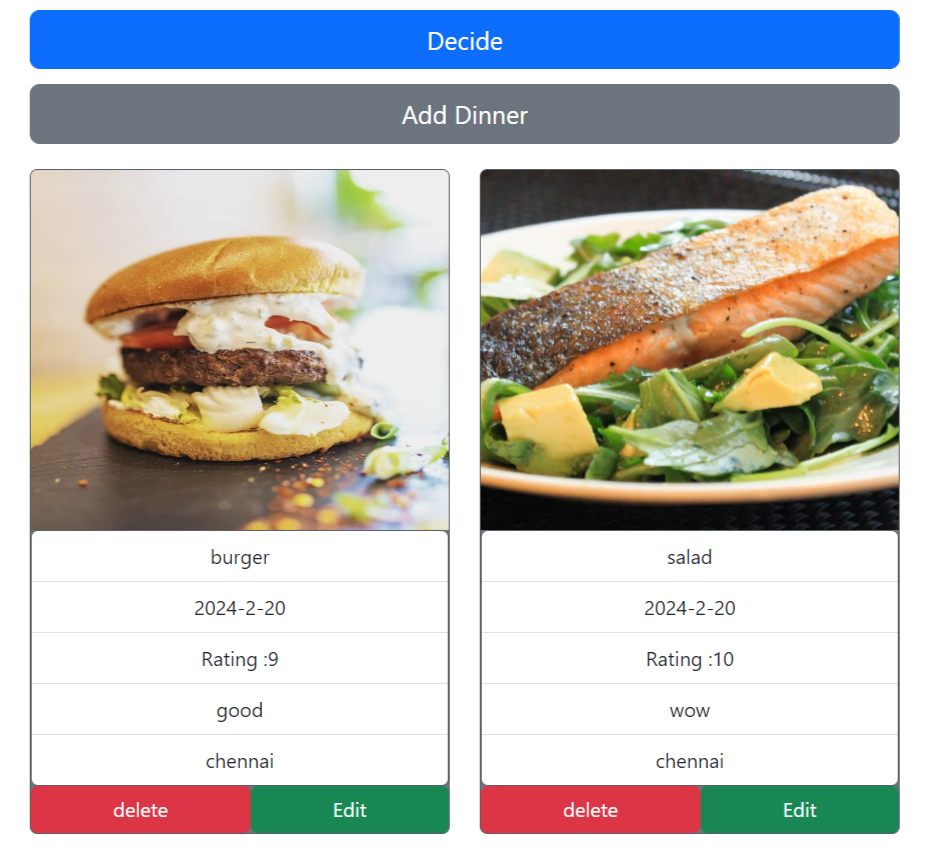 Decide
Add Dinner
burger
2024-2-20
Rating :9
good
chennai
delete Edit
salad
2024-2-20
Rating :10
wow
chennai
delete Edit